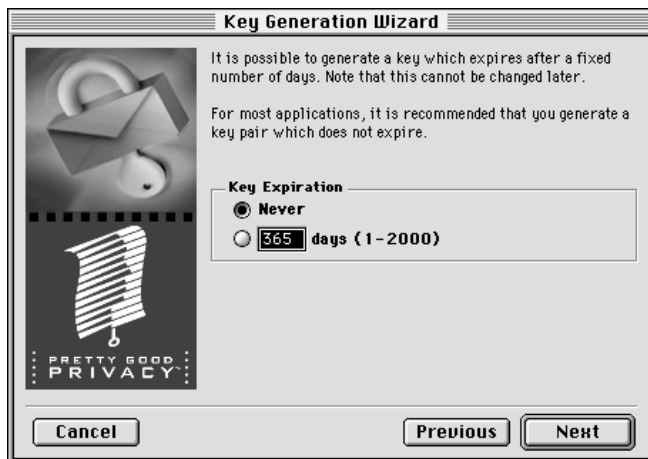 Key Generation Wizard
It is possible to generate a key which expires after a fixed
number of days. Note that this cannot be changed later.
For most applications, it is recommended that you generate a
key pair which does not expire.
Key Expiration
Never
365 days (1-2000)
PRETTY GOOD
PRIVACY™
Cancel
Previous
Next